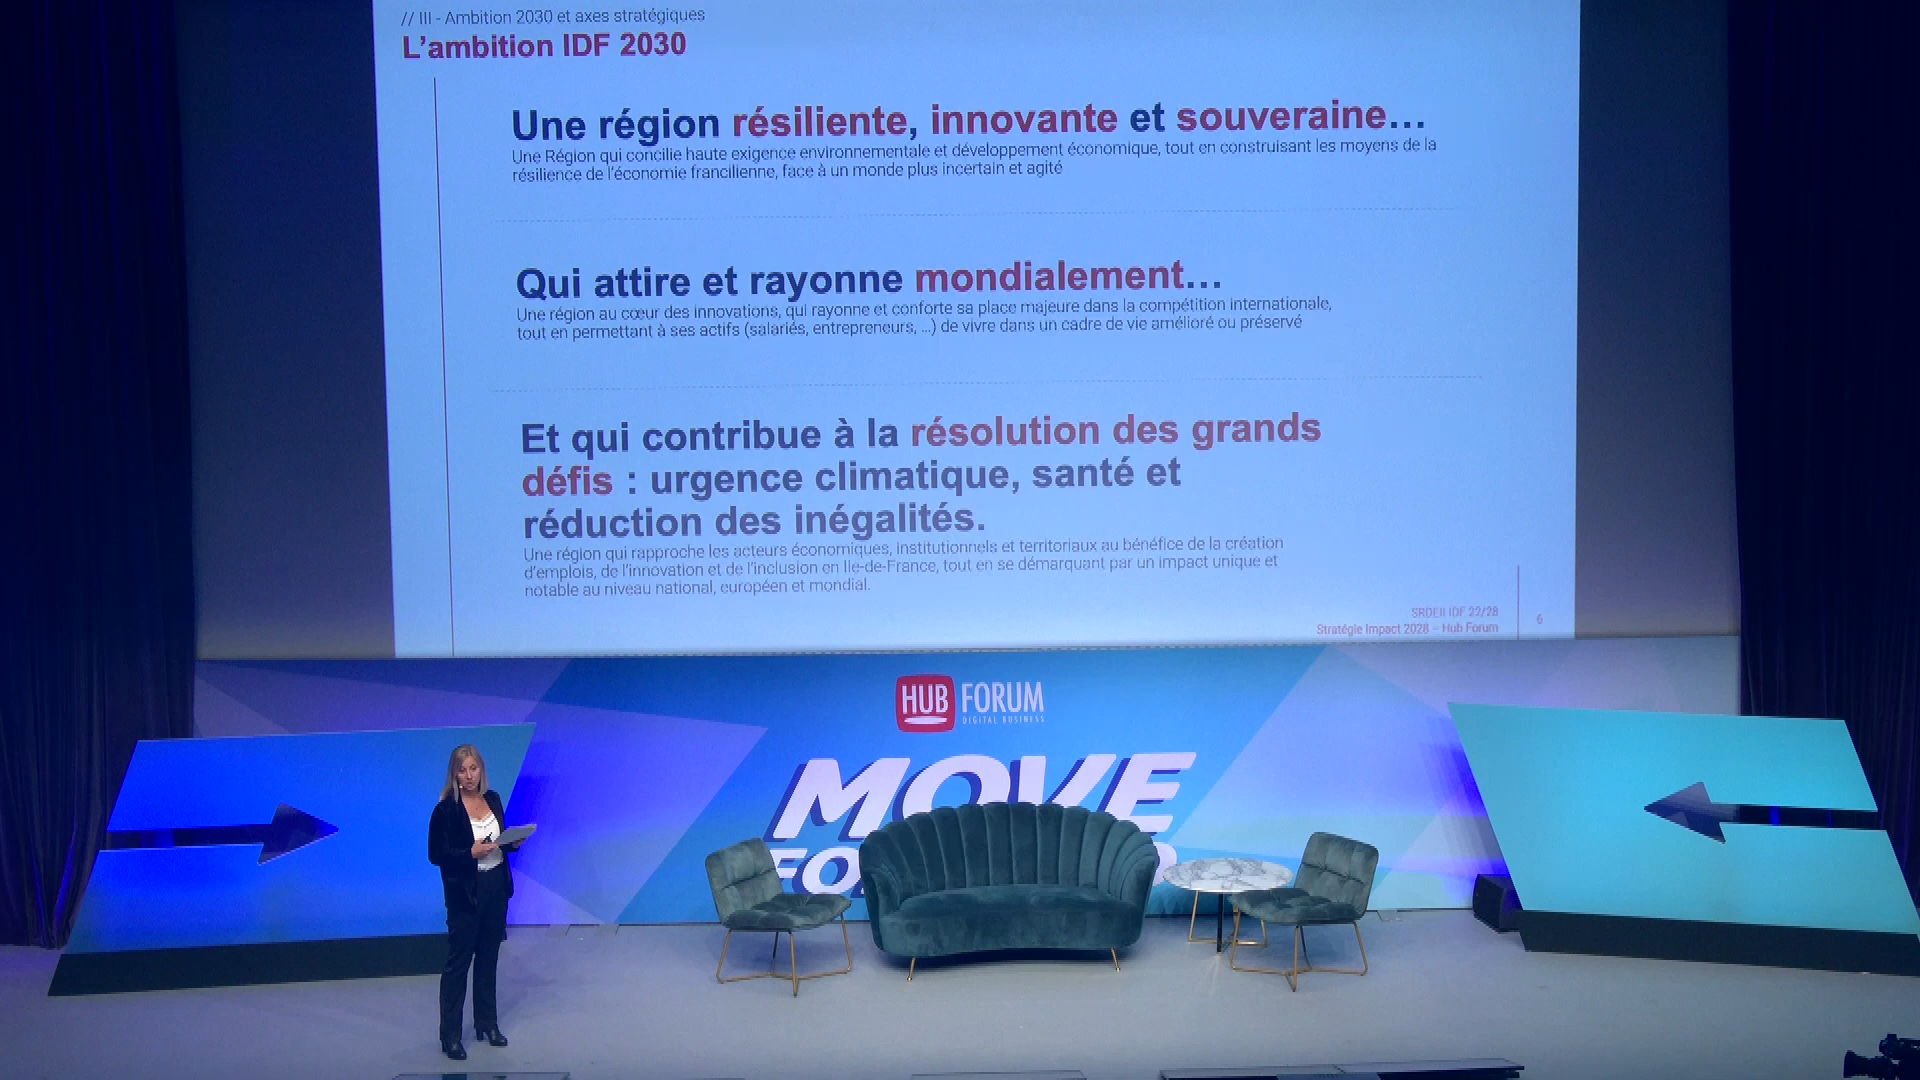 // III - Ambition 2030 et axes stratégiques
L'ambition IDF 2030
Une région résiliente, innovante et souveraine...
Une Région qui concilie haute exigence environnementale et développement économique, tout en construisant les moyens de la
résilience de l'économie francilienne, face à un monde plus incertain et agité
Qui attire et rayonne mondialement...
Une région au cœur des innovations, qui rayonne et conforte sa place majeure dans la compétition internationale,
tout en permettant à ses actifs (salariés, entrepreneurs, ...) de vivre dans un cadre de vie amélioré ou préservé
Et qui contribue à la résolution des grands
défis : urgence climatique, santé et
réduction des inégalités.
Une région qui rapproche les acteurs économiques, institutionnels et territoriaux au bénéfice de la création
d'emplois, de l'innovation et de l'inclusion en Ile-de-France, tout en se démarquant par un impact unique et
notable au niveau national, européen et mondial.
SRDEII IDF 22/28
Stratégie Impact 2028 – Hub Forum
6
HUB FORUM
DIGITAL BUSINESS
MOVE
FO